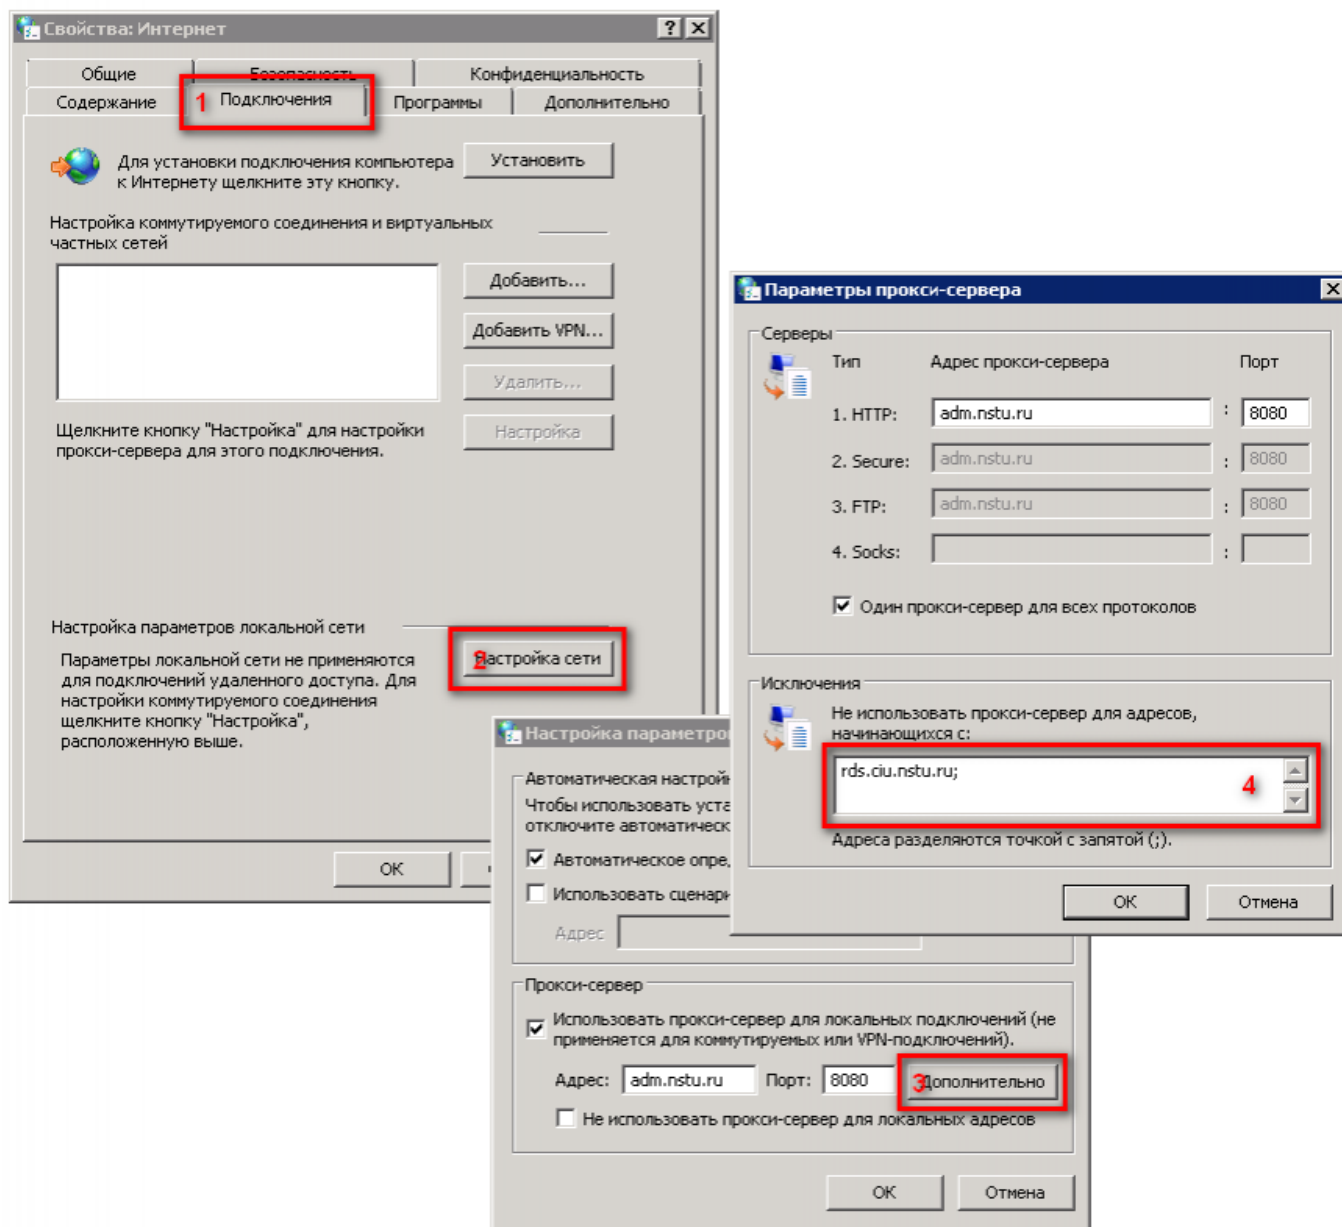 Свойства: Интернет
Общие
Безопасность
Конфиденциальность
Содержание
1
Подключения
Программы
Дополнительно
Для установки подключения компьютера
к Интернету щелкните эту кнопку.
Установить
Настройка коммутируемого соединения и виртуальных
частных сетей
Добавить...
Добавить VPN...
Удалить...
Щелкните кнопку "Настройка" для настройки
прокси-сервера для этого подключения.
Настройка
Настройка параметров локальной сети
Параметры локальной сети не применяются
для подключений удаленного доступа. Для
настройки коммутируемого соединения
щелкните кнопку "Настройка",
расположенную выше.
2
Настройка сети
ОК
Параметры прокси-сервера
Серверы
Тип
Адрес прокси-сервера
Порт
1. HTTP:
adm.nstu.ru
:
8080
2. Secure:
adm.nstu.ru
:
8080
3. FTP:
adm.nstu.ru
:
8080
4. Socks:
:
Один прокси-сервер для всех протоколов
Исключения
Не использовать прокси-сервер для адресов,
начинающихся с:
rds.ciu.nstu.ru;
4
Адреса разделяются точкой с запятой (;).
ОК
Отмена
Настройка
Автоматическая
Чтобы использовать
отключите
Автоматическое
Использовать
Адрес
Прокси-сервер
Использовать прокси-сервер для локальных подключений (не
применяется для коммутируемых или VPN-подключений).
Адрес:
adm.nstu.ru
Порт:
8080
3
Дополнительно
Не использовать прокси-сервер для локальных адресов
ОК
Отмена